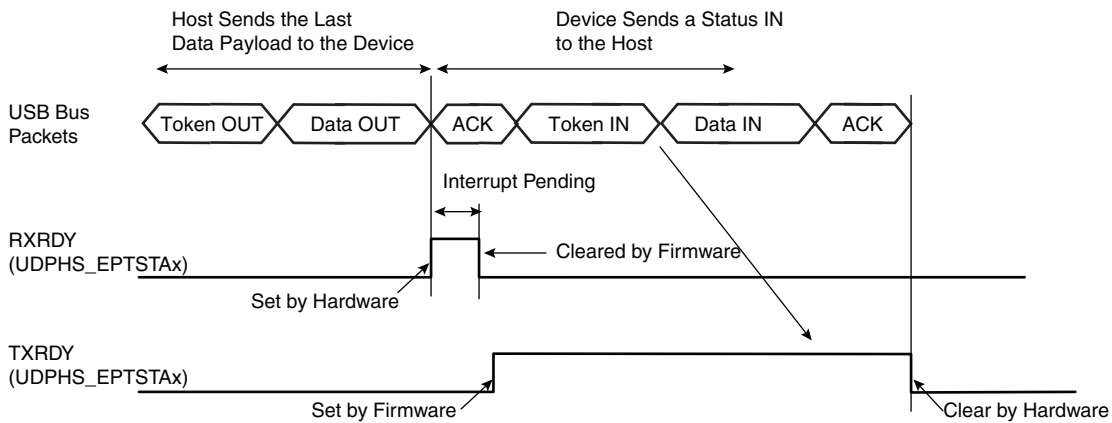 Host Sends the Last
Data Payload to the Device
Device Sends a Status IN
to the Host
USB Bus
Packets
Token OUT
Data OUT
ACK
Token IN
Data IN
ACK
Interrupt Pending
RXRDY
(UDPHS_EPTSTAx)
Cleared by Firmware
Set by Hardware
TXRDY
(UDPHS_EPTSTAx)
Set by Firmware
Clear by Hardware